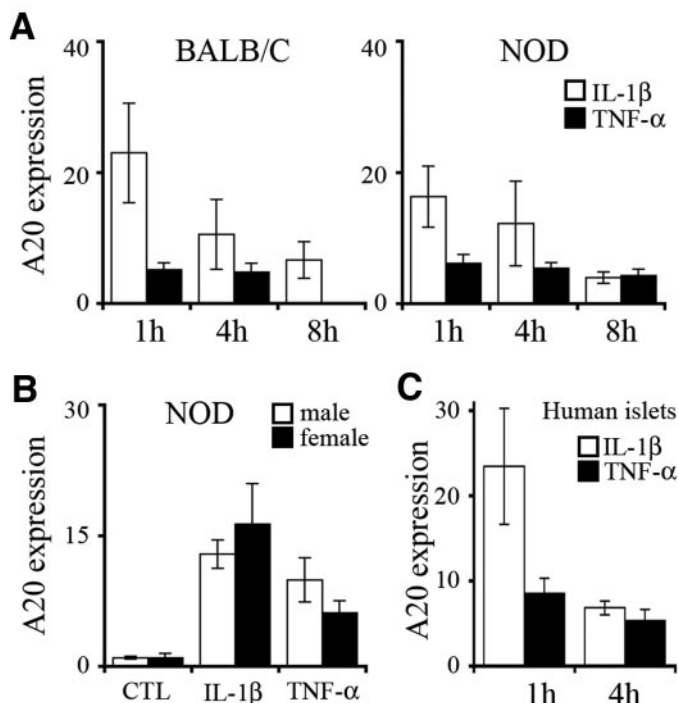 A
BALB/C
NOD
IL-1β
TNF-α
A20 expression
40
20
0
1h 4h 8h
40
20
0
1h 4h 8h
B
NOD
male
female
A20 expression
30
15
0
CTL IL-1β TNF-α
C
Human islets
IL-1β
TNF-α
A20 expression
30
20
10
0
1h 4h